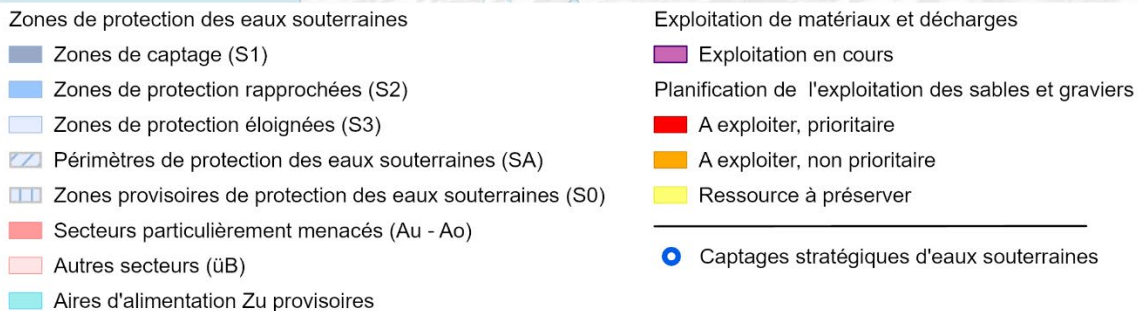 Zones de protection des eaux souterraines
Zones de captage (S1)
Zones de protection rapprochées (S2)
Zones de protection éloignées (S3)
Périmètres de protection des eaux souterraines (SA)
Zones provisoires de protection des eaux souterraines (S0)
Secteurs particulièrement menacés (Au - Ao)
Autres secteurs (üB)
Aires d'alimentation Zu provisoires
Exploitation de matériaux et décharges
Exploitation en cours
Planification de l'exploitation des sables et graviers
A exploiter, prioritaire
A exploiter, non prioritaire
Ressource à préserver
Captages stratégiques d'eaux souterraines